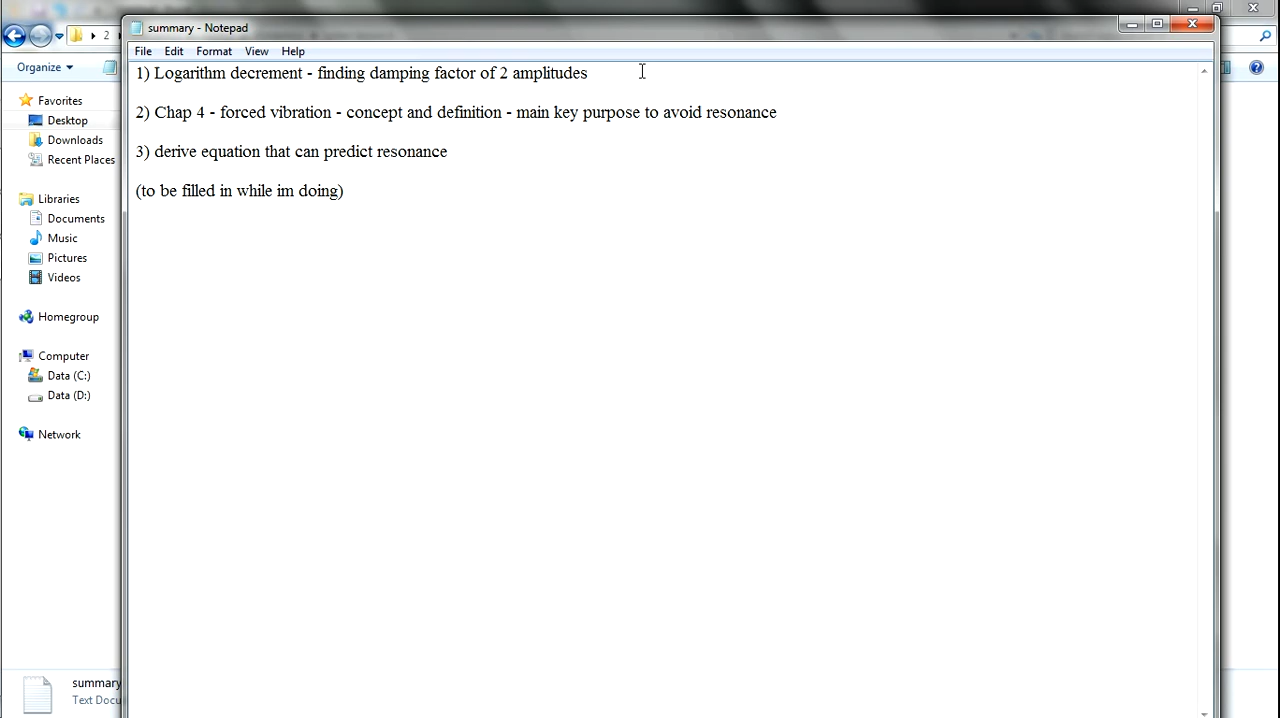 summary - Notepad
2
File Edit Format View Help
Organize
1) Logarithm decrement - finding damping factor of 2 amplitudes
Favorites
Desktop
2) Chap 4 - forced vibration - concept and definition - main key purpose to avoid resonance
Downloads
Recent Places
3) derive equation that can predict resonance
(to be filled in while im doing)
Libraries
Documents
Music
Pictures
Videos
Homegroup
Computer
Data (C:)
Data (D:)
Network
summary
Text Docu